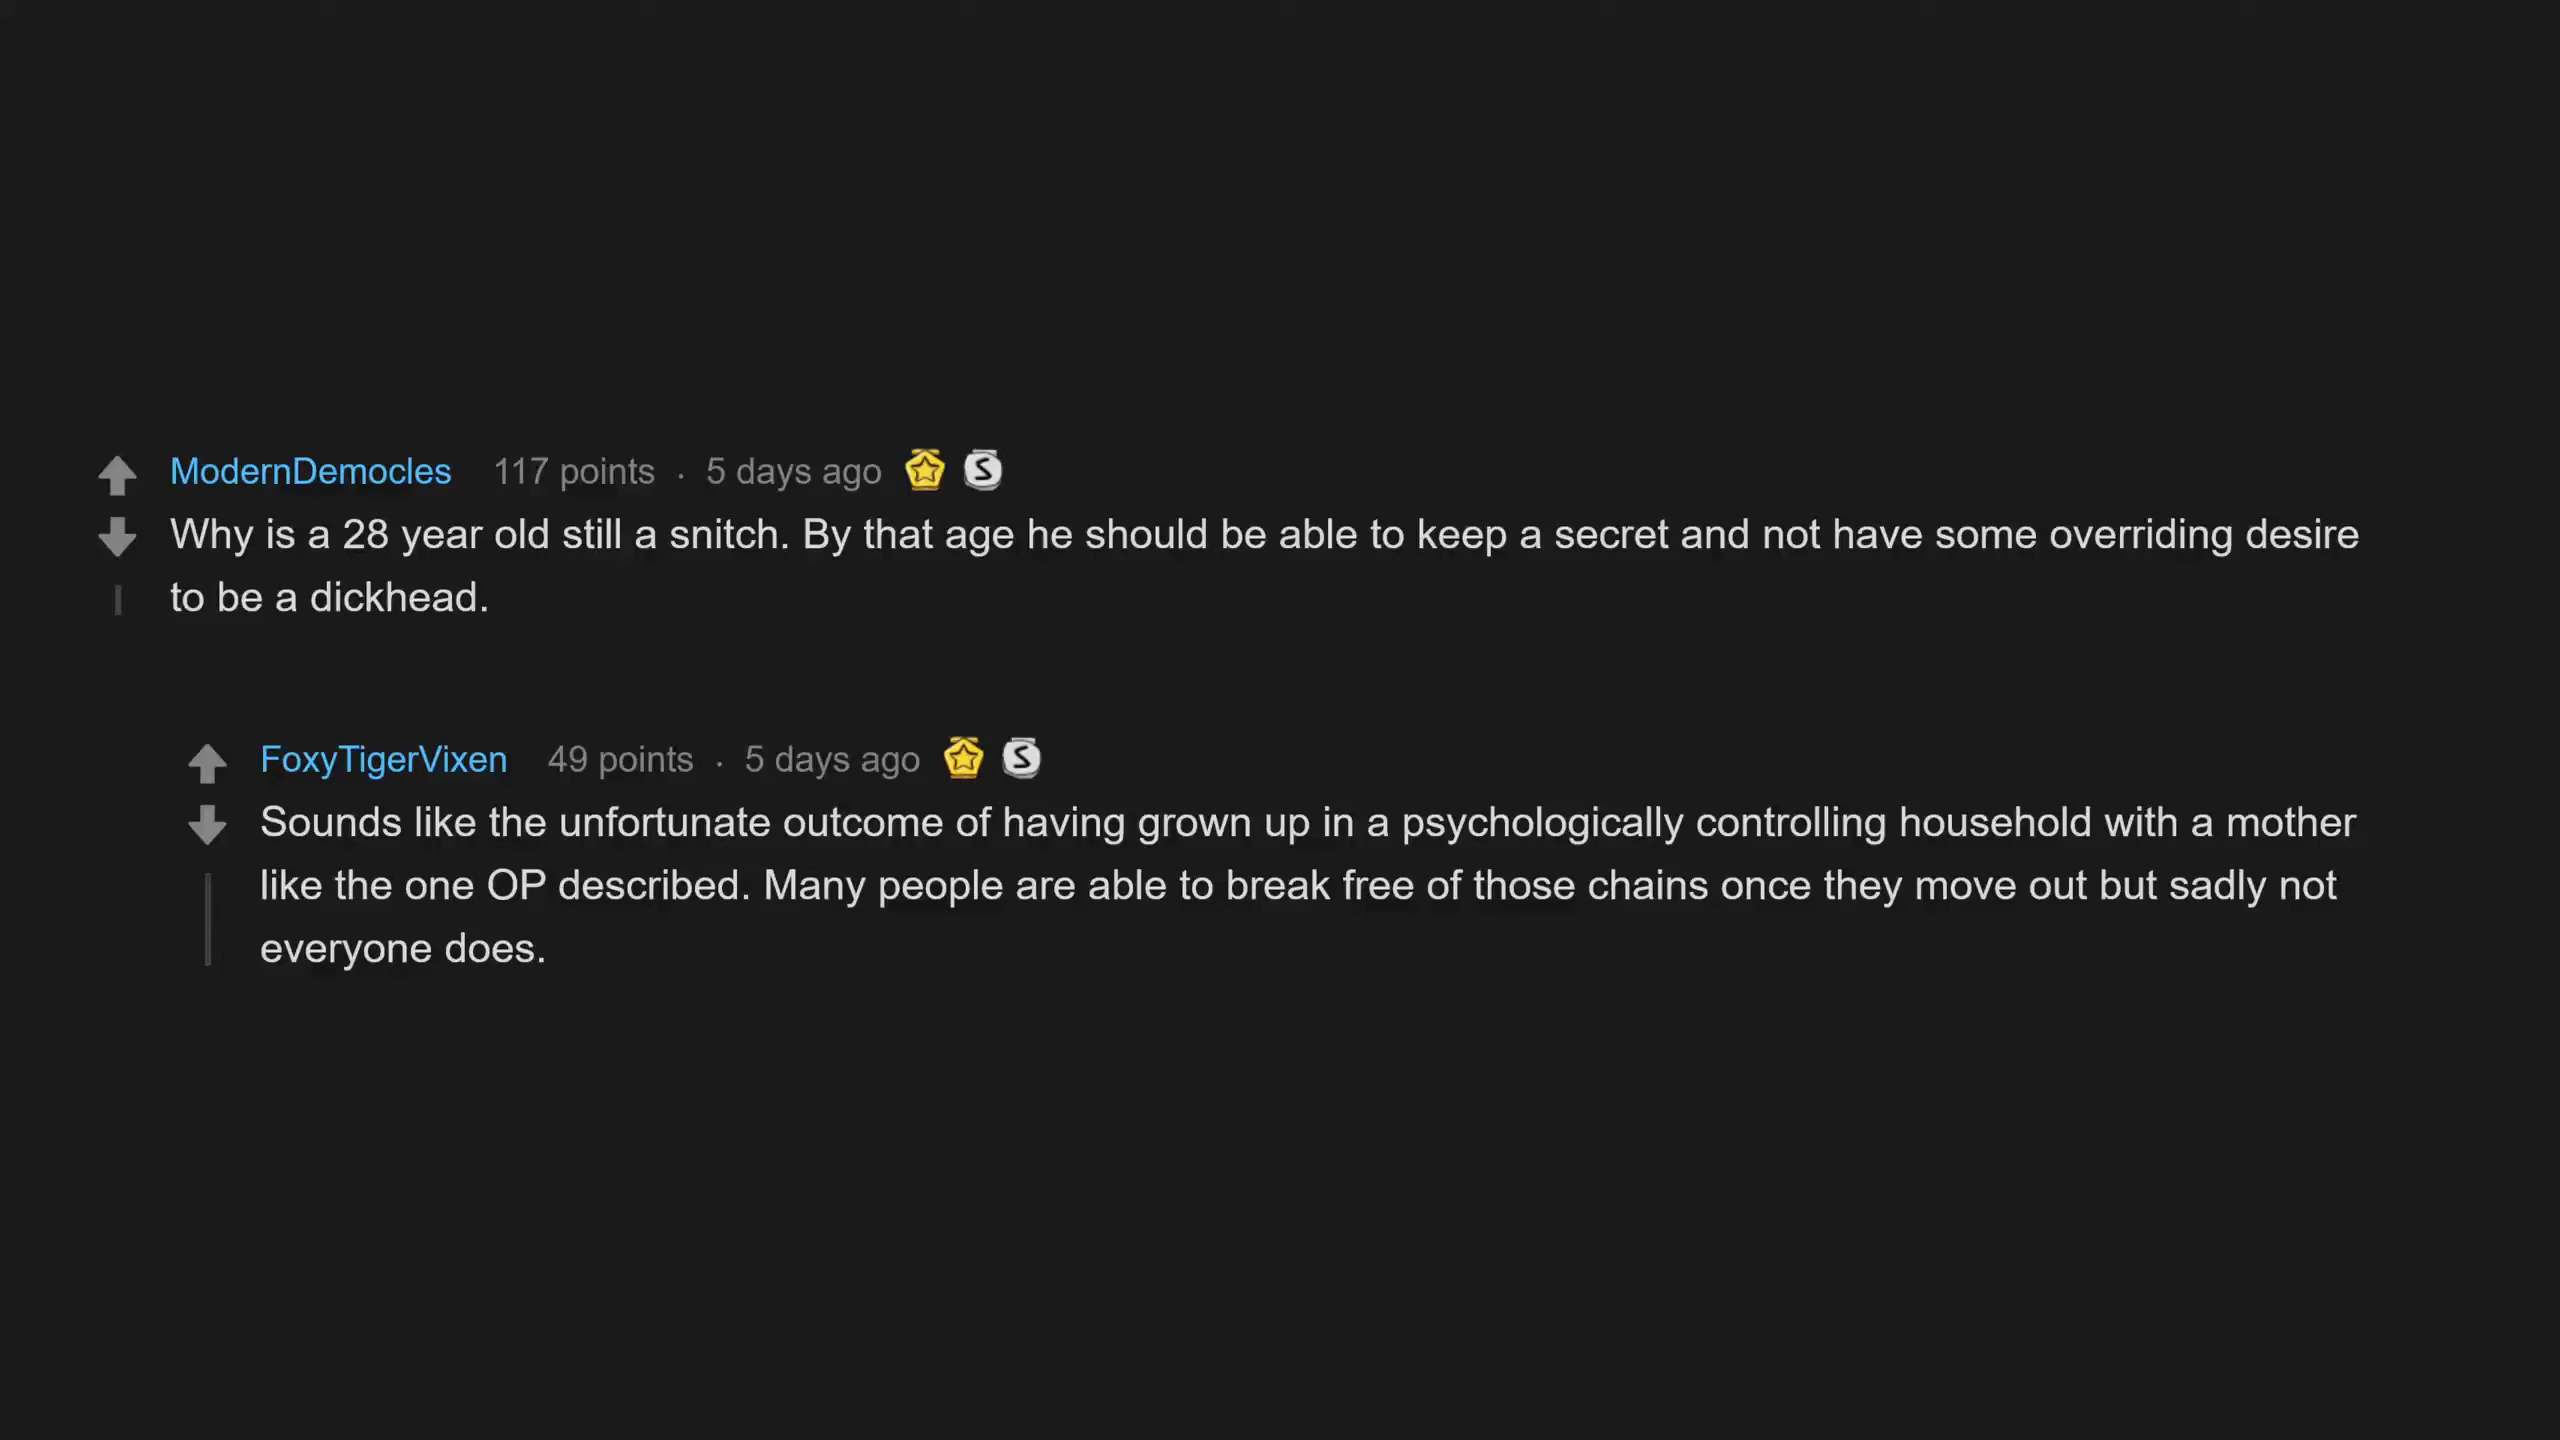 ModernDemocles 117 points · 5 days ago S
Why is a 28 year old still a snitch. By that age he should be able to keep a secret and not have some overriding desire
to be a dickhead.
FoxyTigerVixen 49 points · 5 days ago S
Sounds like the unfortunate outcome of having grown up in a psychologically controlling household with a mother
like the one OP described. Many people are able to break free of those chains once they move out but sadly not
everyone does.